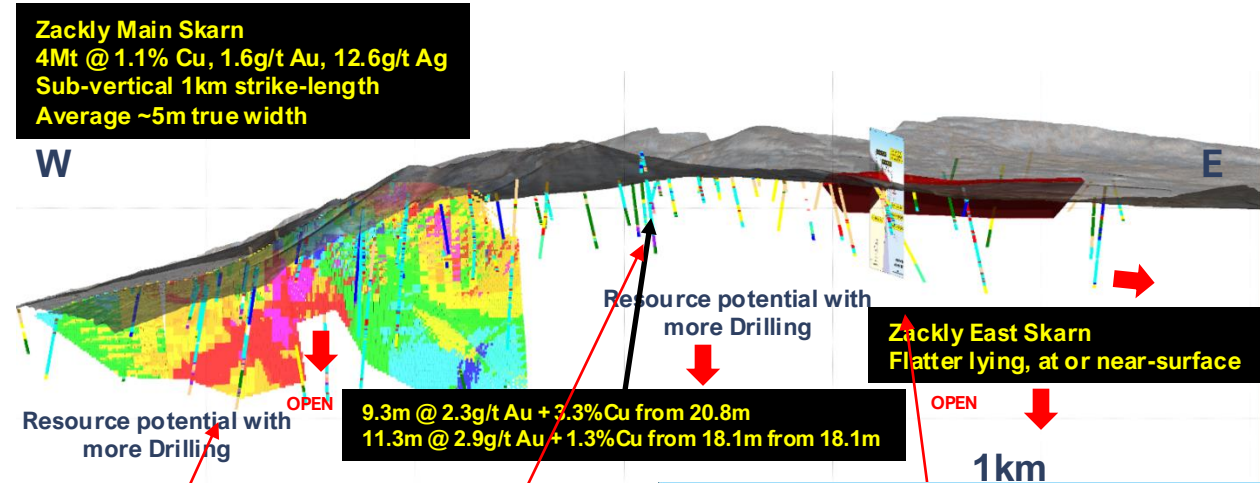 Zackly Main Skarn
4Mt @ 1.1% Cu, 1.6g/t Au, 12.6g/t Ag
Sub-vertical 1km strike-length
Average ~5m true width
W
E
Resource potential with
more Drilling
Zackly East Skarn
Flatter lying, at or near-surface
OPEN
OPEN
Resource potential with
more Drilling
9.3m @ 2.3g/t Au + 3.3%Cu from 20.8m
11.3m @ 2.9g/t Au + 1.3%Cu from 18.1m from 18.1m
1km